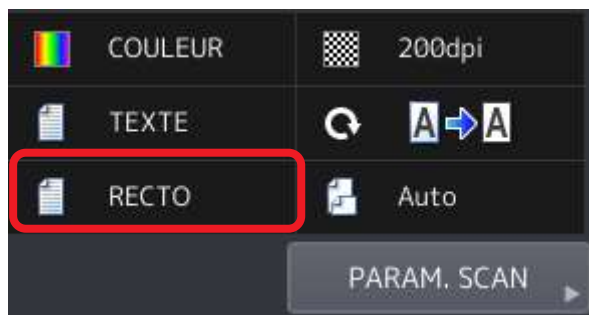 COULEUR 200dpi
TEXTE A A
RECTO Auto
PARAM. SCAN